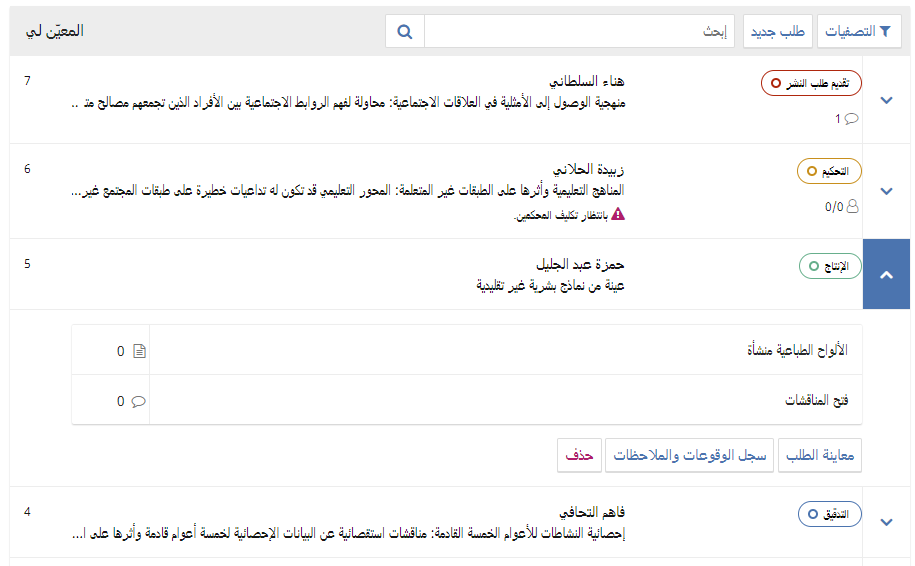 المعيّن لي
إبحث
طلب جديد
التصفيات
7
هناء السلطاني
تقديم طلب النشر
منهجية الوصول إلى الأمثلية في العلاقات الاجتماعية: محاولة لفهم الروابط الاجتماعية بين الأفراد الذين تجمعهم مصالح متـ ..
1
6
زبيدة الحلاني
التحكيم
المناهج التعليمية وأثرها على الطبقات غير المتعلمة: المحور التعليمي قد تكون له تداعيات خطيرة على طبقات المجتمع غير...
0/0
بانتظار تكليف المحكمين.
5
حمزة عبد الجليل
الإنتاج
عينة من نماذج بشرية غير تقليدية
الألواح الطباعية منشأة
0
فتح المناقشات
0
معاينة الطلب
سجل الوقوعات والملاحظات
حذف
4
فاهم التحافي
التدقيق
إحصائية النشاطات للأعوام الخمسة القادمة: مناقشات استقصائية عن البيانات الإحصائية لخمسة أعوام قادمة وأثرها على ا...